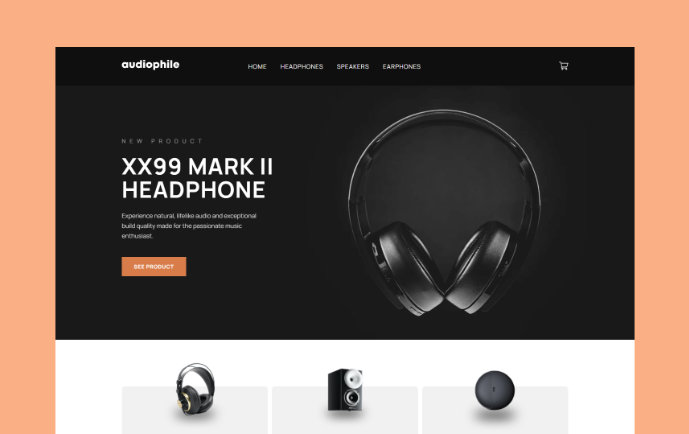 audiophile
HOME HEADPHONES SPEAKERS EARPHONES
NEW PRODUCT
XX99 MARK II
HEADPHONE
Experience natural, lifelike audio and exceptional
build quality made for the passionate music
enthusiast.
SEE PRODUCT